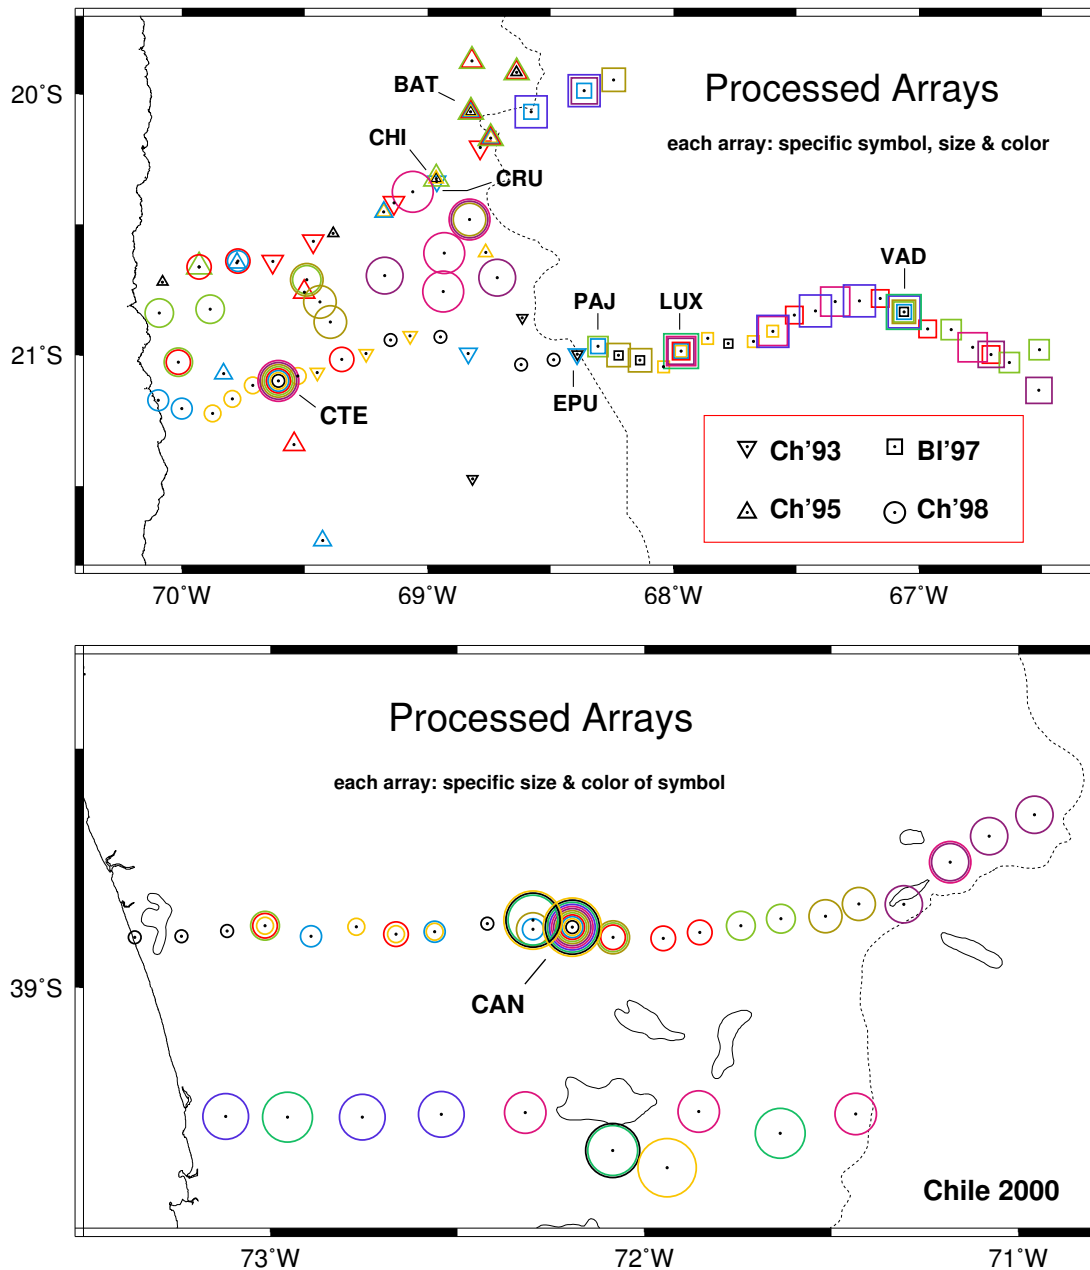 Processed Arrays
each array: specific symbol, size & color
20°S
21°S
BAT
CHI
CRU
VAD
PAJ
LUX
EPU
CTE
Ch'93
BI'97
Ch'95
Ch'98
70°W
69°W
68°W
67°W
Processed Arrays
each array: specific size & color of symbol
39°S
CAN
Chile 2000
73°W
72°W
71°W